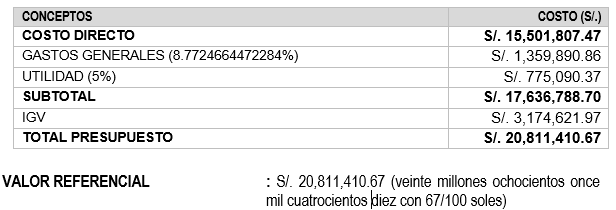 CONCEPTOS COSTO (S/.)
COSTO DIRECTO S/. 15,501,807.47
GASTOS GENERALES (8.7724664472284%) S/. 1,359,890.86
UTILIDAD (5%) S/. 775,090.37
SUBTOTAL S/. 17,636,788.70
IGV S/. 3,174,621.97
TOTAL PRESUPUESTO S/. 20,811,410.67
VALOR REFERENCIAL : S/. 20,811,410.67 (veinte millones ochocientos once
mil cuatrocientos diez con 67/100 soles)